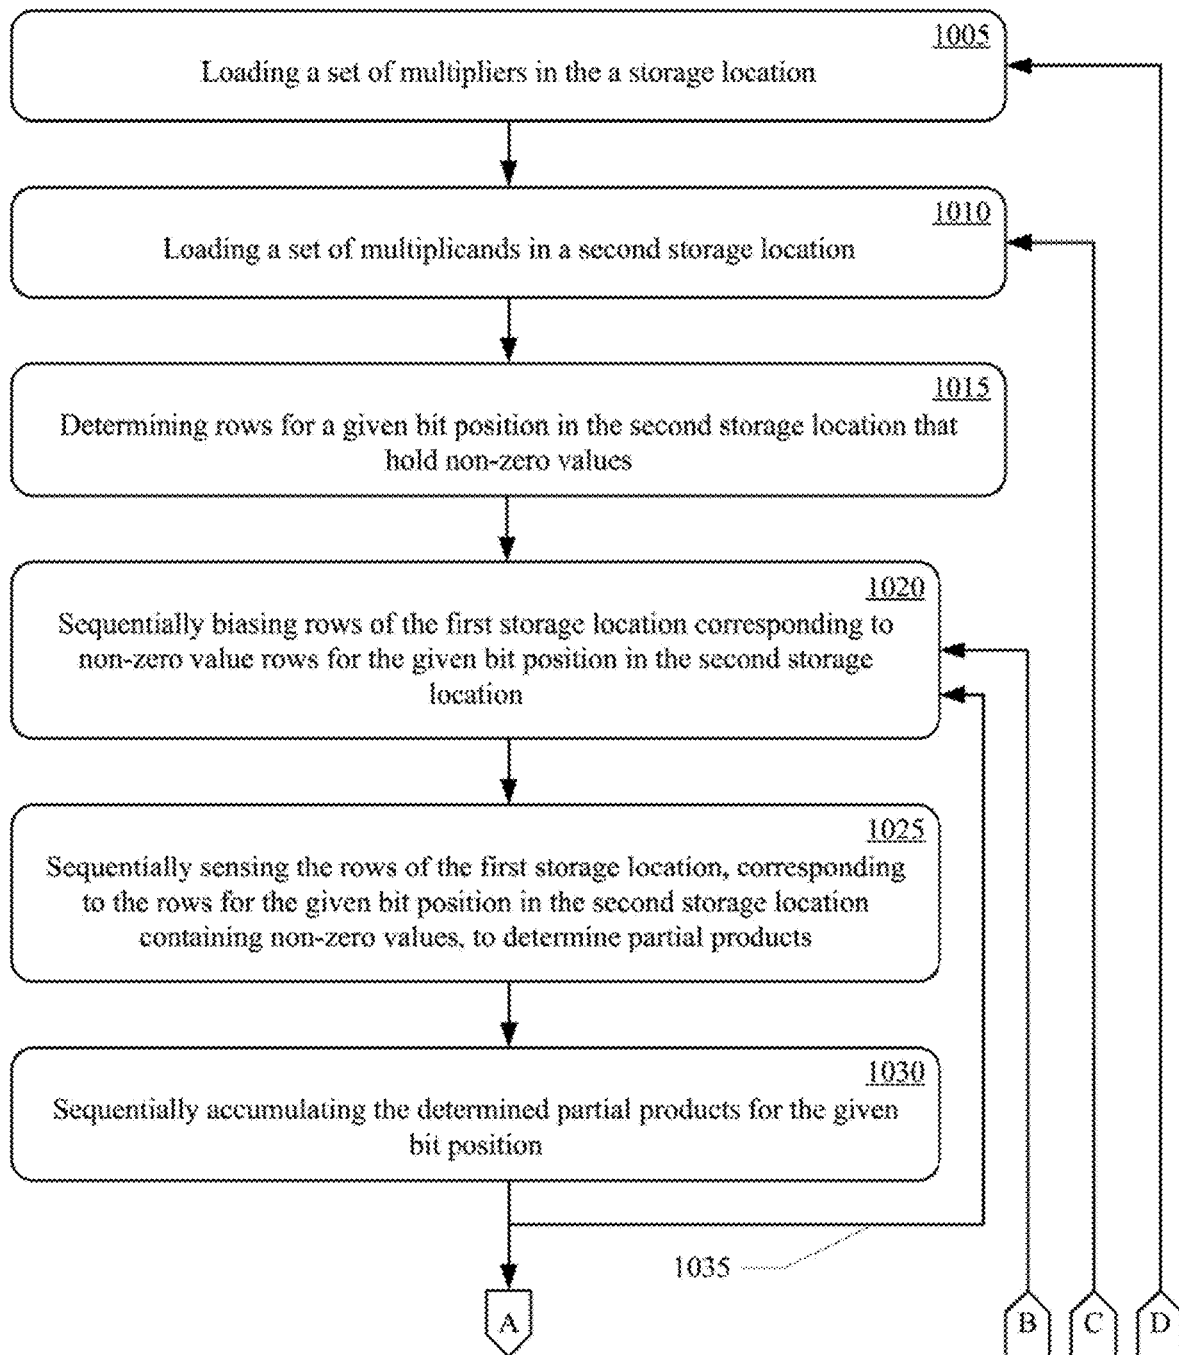 1005
Loading a set of multipliers in the a storage location
1010
Loading a set of multiplicands in a second storage location
1015
Determining rows for a given bit position in the second storage location that
hold non-zero values
1020
Sequentially biasing rows of the first storage location corresponding to
non-zero value rows for the given bit position in the second storage
location
1025
Sequentially sensing the rows of the first storage location, corresponding
to the rows for the given bit position in the second storage location
containing non-zero values, to determine partial products
1030
Sequentially accumulating the determined partial products for the given
bit position
1035
A
B
C
D